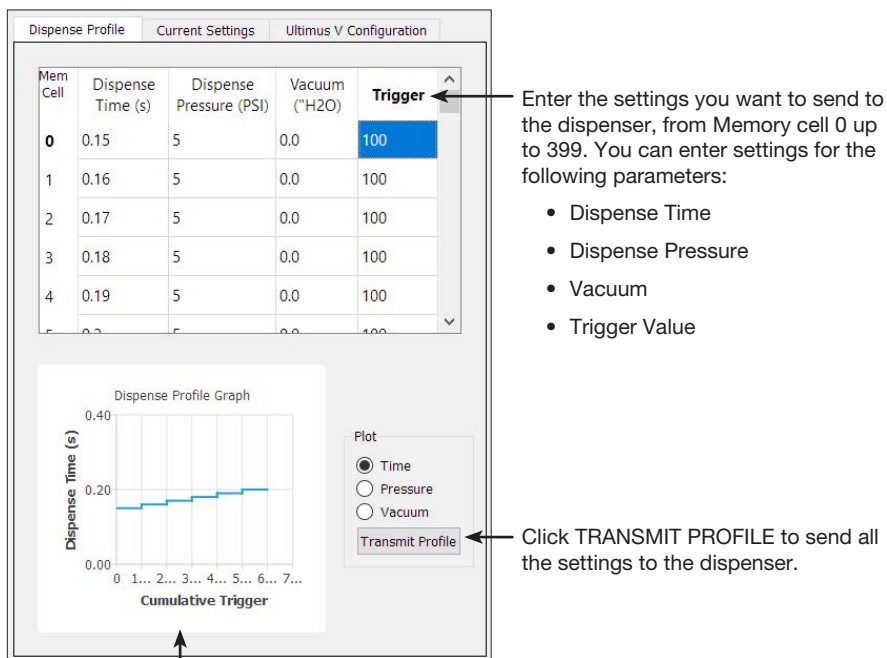 Dispense Profile Current Settings Ultimus V Configuration
Mem Cell Dispense Time (s) Dispense Pressure (PSI) Vacuum ("H2O) Trigger
0 0.15 5 0.0 100
1 0.16 5 0.0 100
2 0.17 5 0.0 100
3 0.18 5 0.0 100
4 0.19 5 0.0 100
Enter the settings you want to send to
the dispenser, from Memory cell 0 up
to 399. You can enter settings for the
following parameters:
• Dispense Time
• Dispense Pressure
• Vacuum
• Trigger Value
Dispense Profile Graph
0.40
0.20
0.00
Dispense Time (s)
0 1... 2... 3... 4... 5... 6... 7...
Cumulative Trigger
Plot
Time
Pressure
Vacuum
Transmit Profile
Click TRANSMIT PROFILE to send all
the settings to the dispenser.